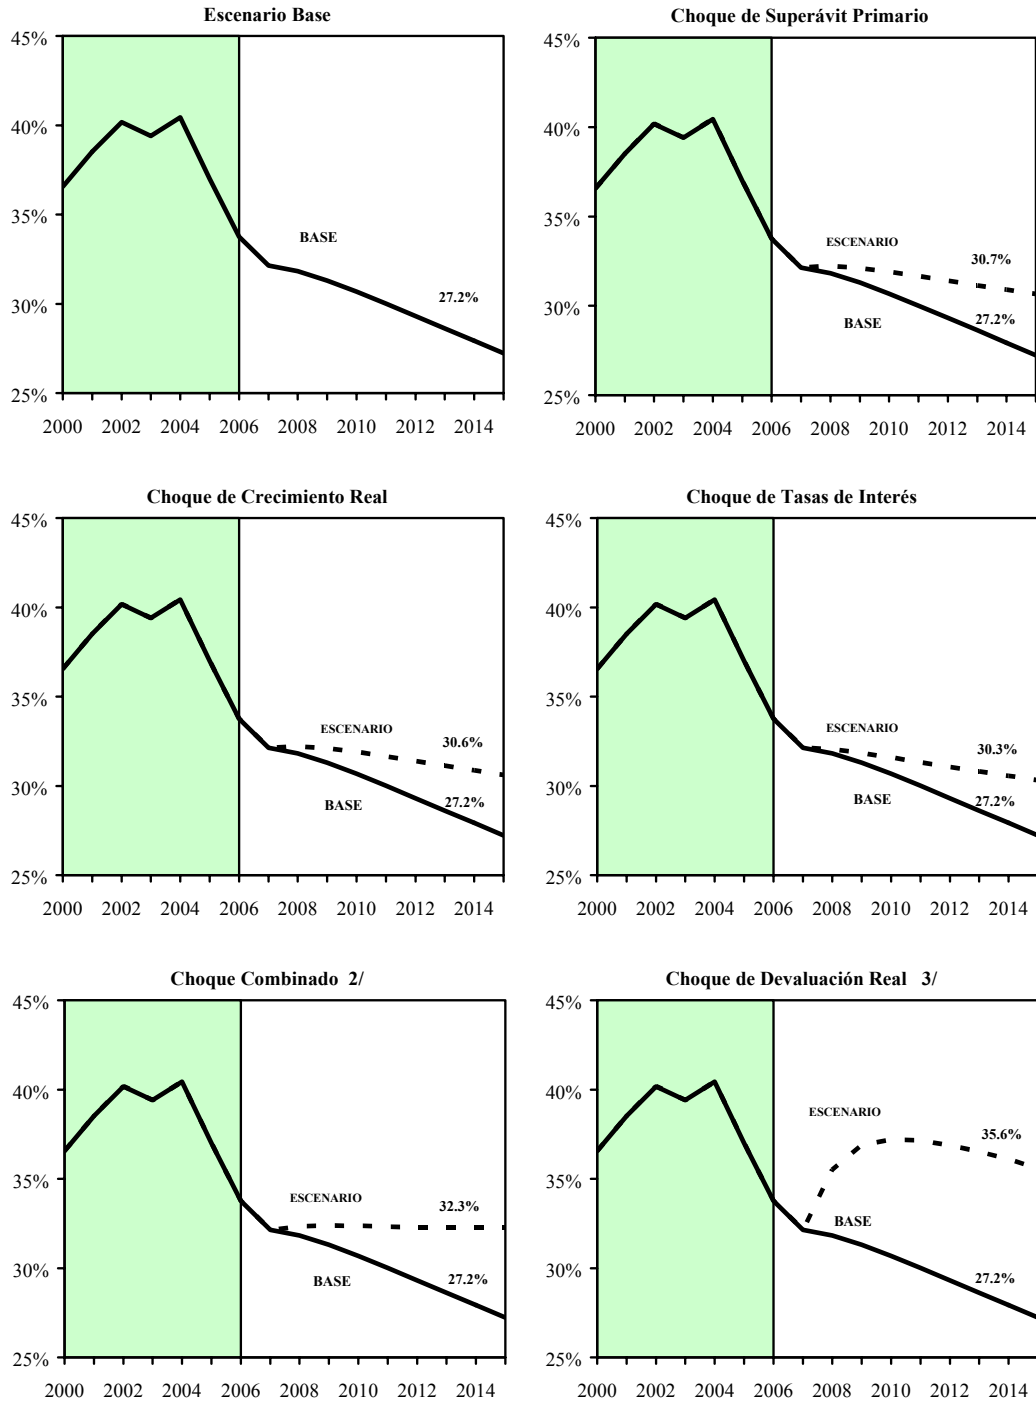 Escenario Base
45%
40%
35%
30%
25%
BASE
27.2%
2000 2002 2004 2006 2008 2010 2012 2014
Choque de Superávit Primario
45%
40%
35%
30%
25%
ESCENARIO
30.7%
BASE
27.2%
2000 2002 2004 2006 2008 2010 2012 2014
Choque de Crecimiento Real
45%
40%
35%
30%
25%
ESCENARIO
30.6%
BASE
27.2%
2000 2002 2004 2006 2008 2010 2012 2014
Choque de Tasas de Interés
45%
40%
35%
30%
25%
ESCENARIO
30.3%
BASE
27.2%
2000 2002 2004 2006 2008 2010 2012 2014
Choque Combinado 2/
45%
40%
35%
30%
25%
ESCENARIO
32.3%
BASE
27.2%
2000 2002 2004 2006 2008 2010 2012 2014
Choque de Devaluación Real 3/
45%
40%
35%
30%
25%
ESCENARIO
35.6%
BASE
27.2%
2000 2002 2004 2006 2008 2010 2012 2014